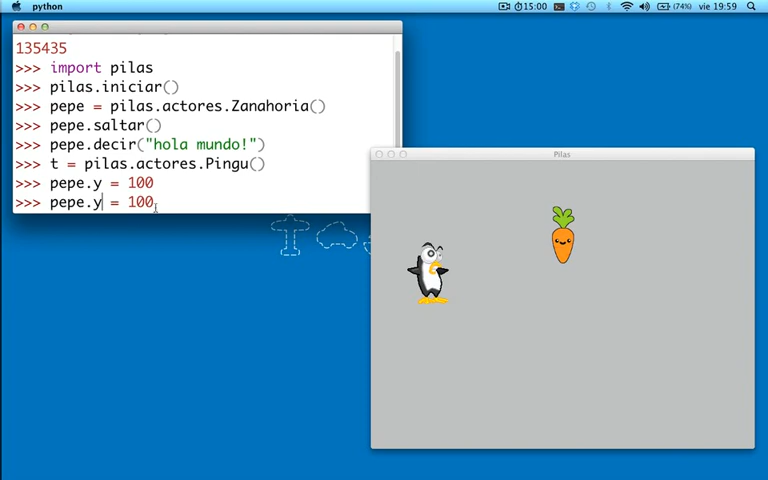 python
15:00
(74%)
vie 19:59
135435
>>> import pilas
>>> pilas.iniciar()
>>> pepe = pilas.actores.Zanahoria()
>>> pepe.saltar()
>>> pepe.decir("hola mundo!")
>>> t = pilas.actores.Pingu()
>>> pepe.y = 100
>>> pepe.y = 100
Pilas